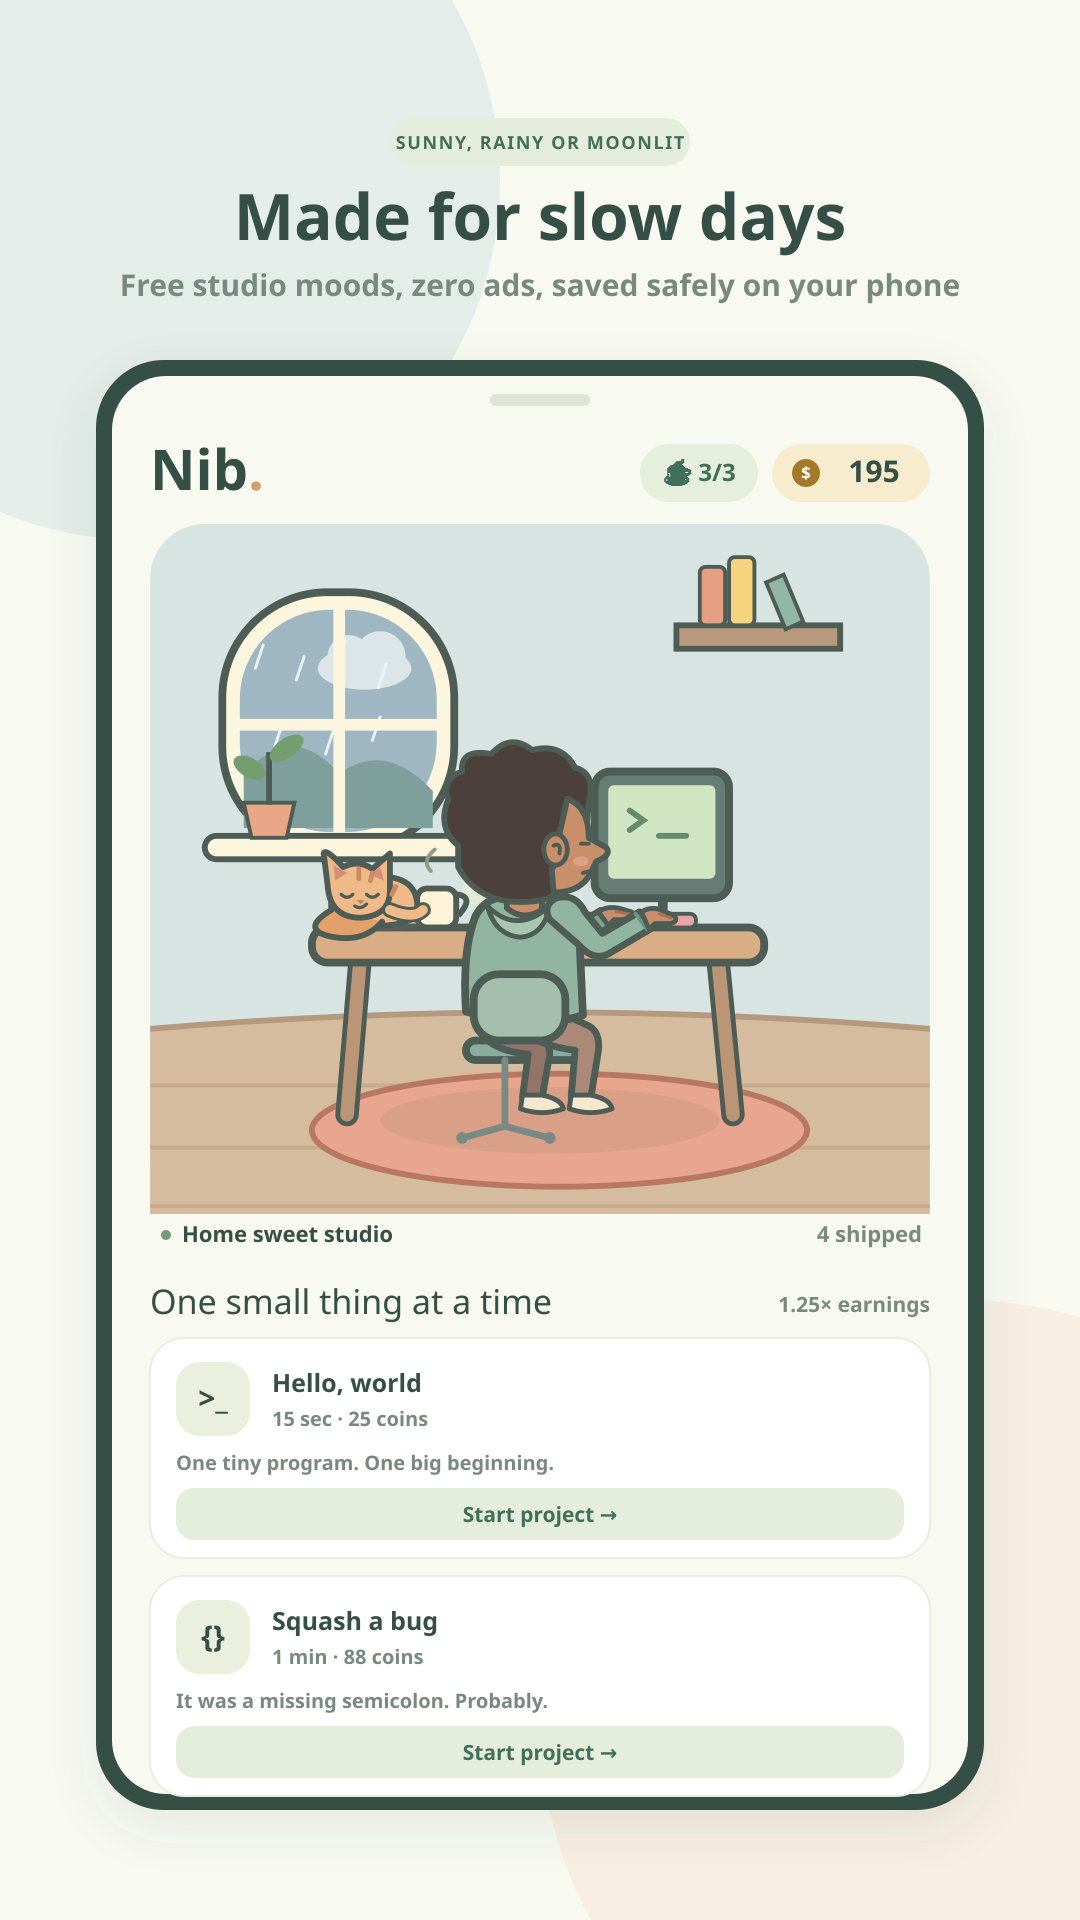 SUNNY, RAINY OR MOONLIT
Made for slow days
Free studio moods, zero ads, saved safely on your phone
Nib.
3/3
$ 195
>_
Home sweet studio
4 shipped
One small thing at a time
1.25× earnings
>_
Hello, world
15 sec · 25 coins
One tiny program. One big beginning.
Start project →
{}
Squash a bug
1 min · 88 coins
It was a missing semicolon. Probably.
Start project →